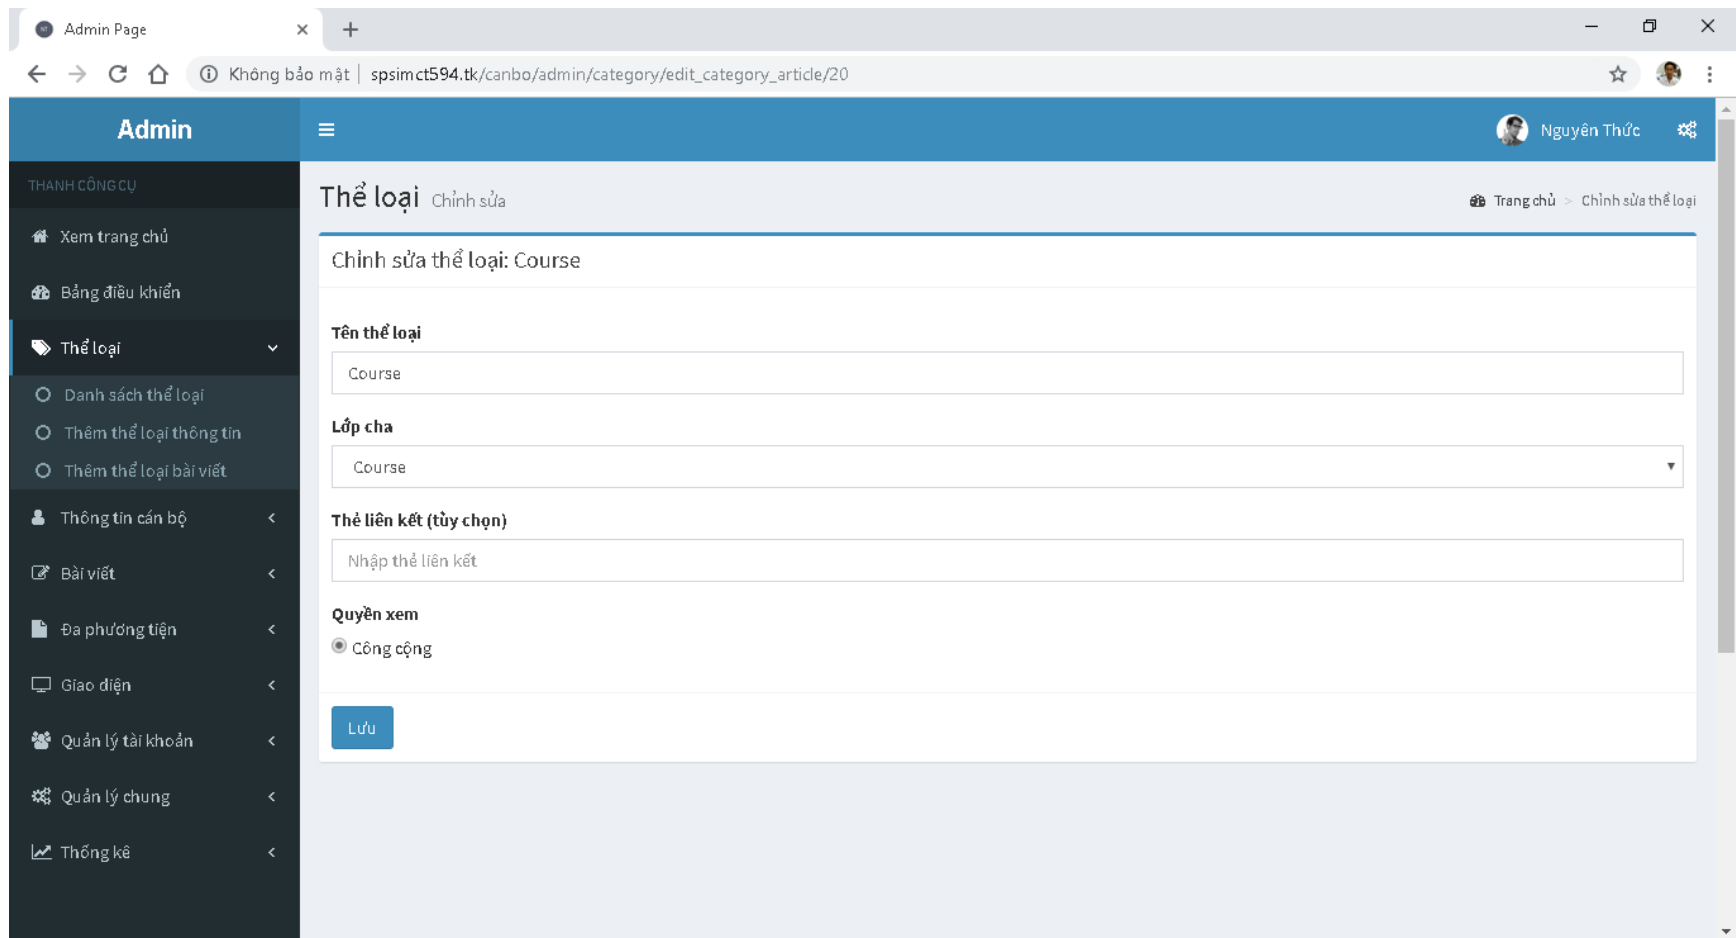 Admin Page
Không bảo mật | spsimct594.tk/canbo/admin/category/edit_category_article/20
Admin
Nguyên Thức
THANH CÔNG CỤ
Xem trang chủ
Bảng điều khiển
Thể loại
Danh sách thể loại
Thêm thể loại thông tin
Thêm thể loại bài viết
Thông tin cán bộ
Bài viết
Đa phương tiện
Giao diện
Quản lý tài khoản
Quản lý chung
Thống kê
Thể loại Chỉnh sửa
Trang chủ > Chỉnh sửa thể loại
Chỉnh sửa thể loại: Course
Tên thể loại
Course
Lớp cha
Course
Thẻ liên kết (tùy chọn)
Nhập thẻ liên kết
Quyền xem
Công cộng
Lưu